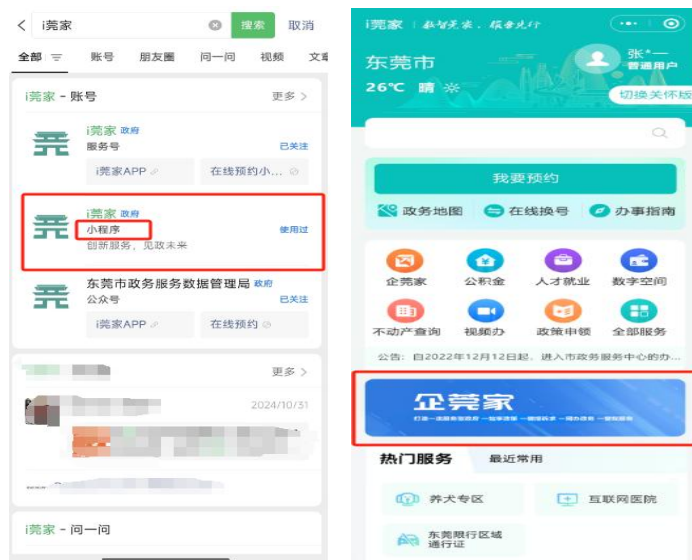 i莞家
搜索
取消
全部
账号
朋友圈
问一问
视频
i莞家 - 账号
更多 >
i莞家 政府
服务号
已关注
i莞家APP
在线预约小...
i莞家 政府
小程序
使用过
创新服务，见政未来
东莞市政务服务数据管理局 政府
公众号
已关注
i莞家APP
在线预约
更多 >
2024/10/31
i莞家 - 问一问
i莞家
东莞市
张*一
普通用户
26℃ 晴
切换关怀版
我要预约
政务地图
在线换号
办事指南
企莞家
公积金
人才就业
数字空间
不动产查询
视频办
政策申领
全部服务
公告：自2022年12月12日起，进入市政务服务中心的办...
企莞家
热门服务
最近常用
养犬专区
互联网医院
东莞限行区域
通行证